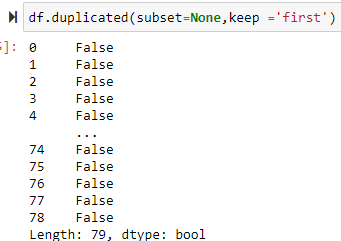 df.duplicated(subset=None,keep ='first')
]: 0 False
1 False
2 False
3 False
4 False
...
74 False
75 False
76 False
77 False
78 False
Length: 79, dtype: bool